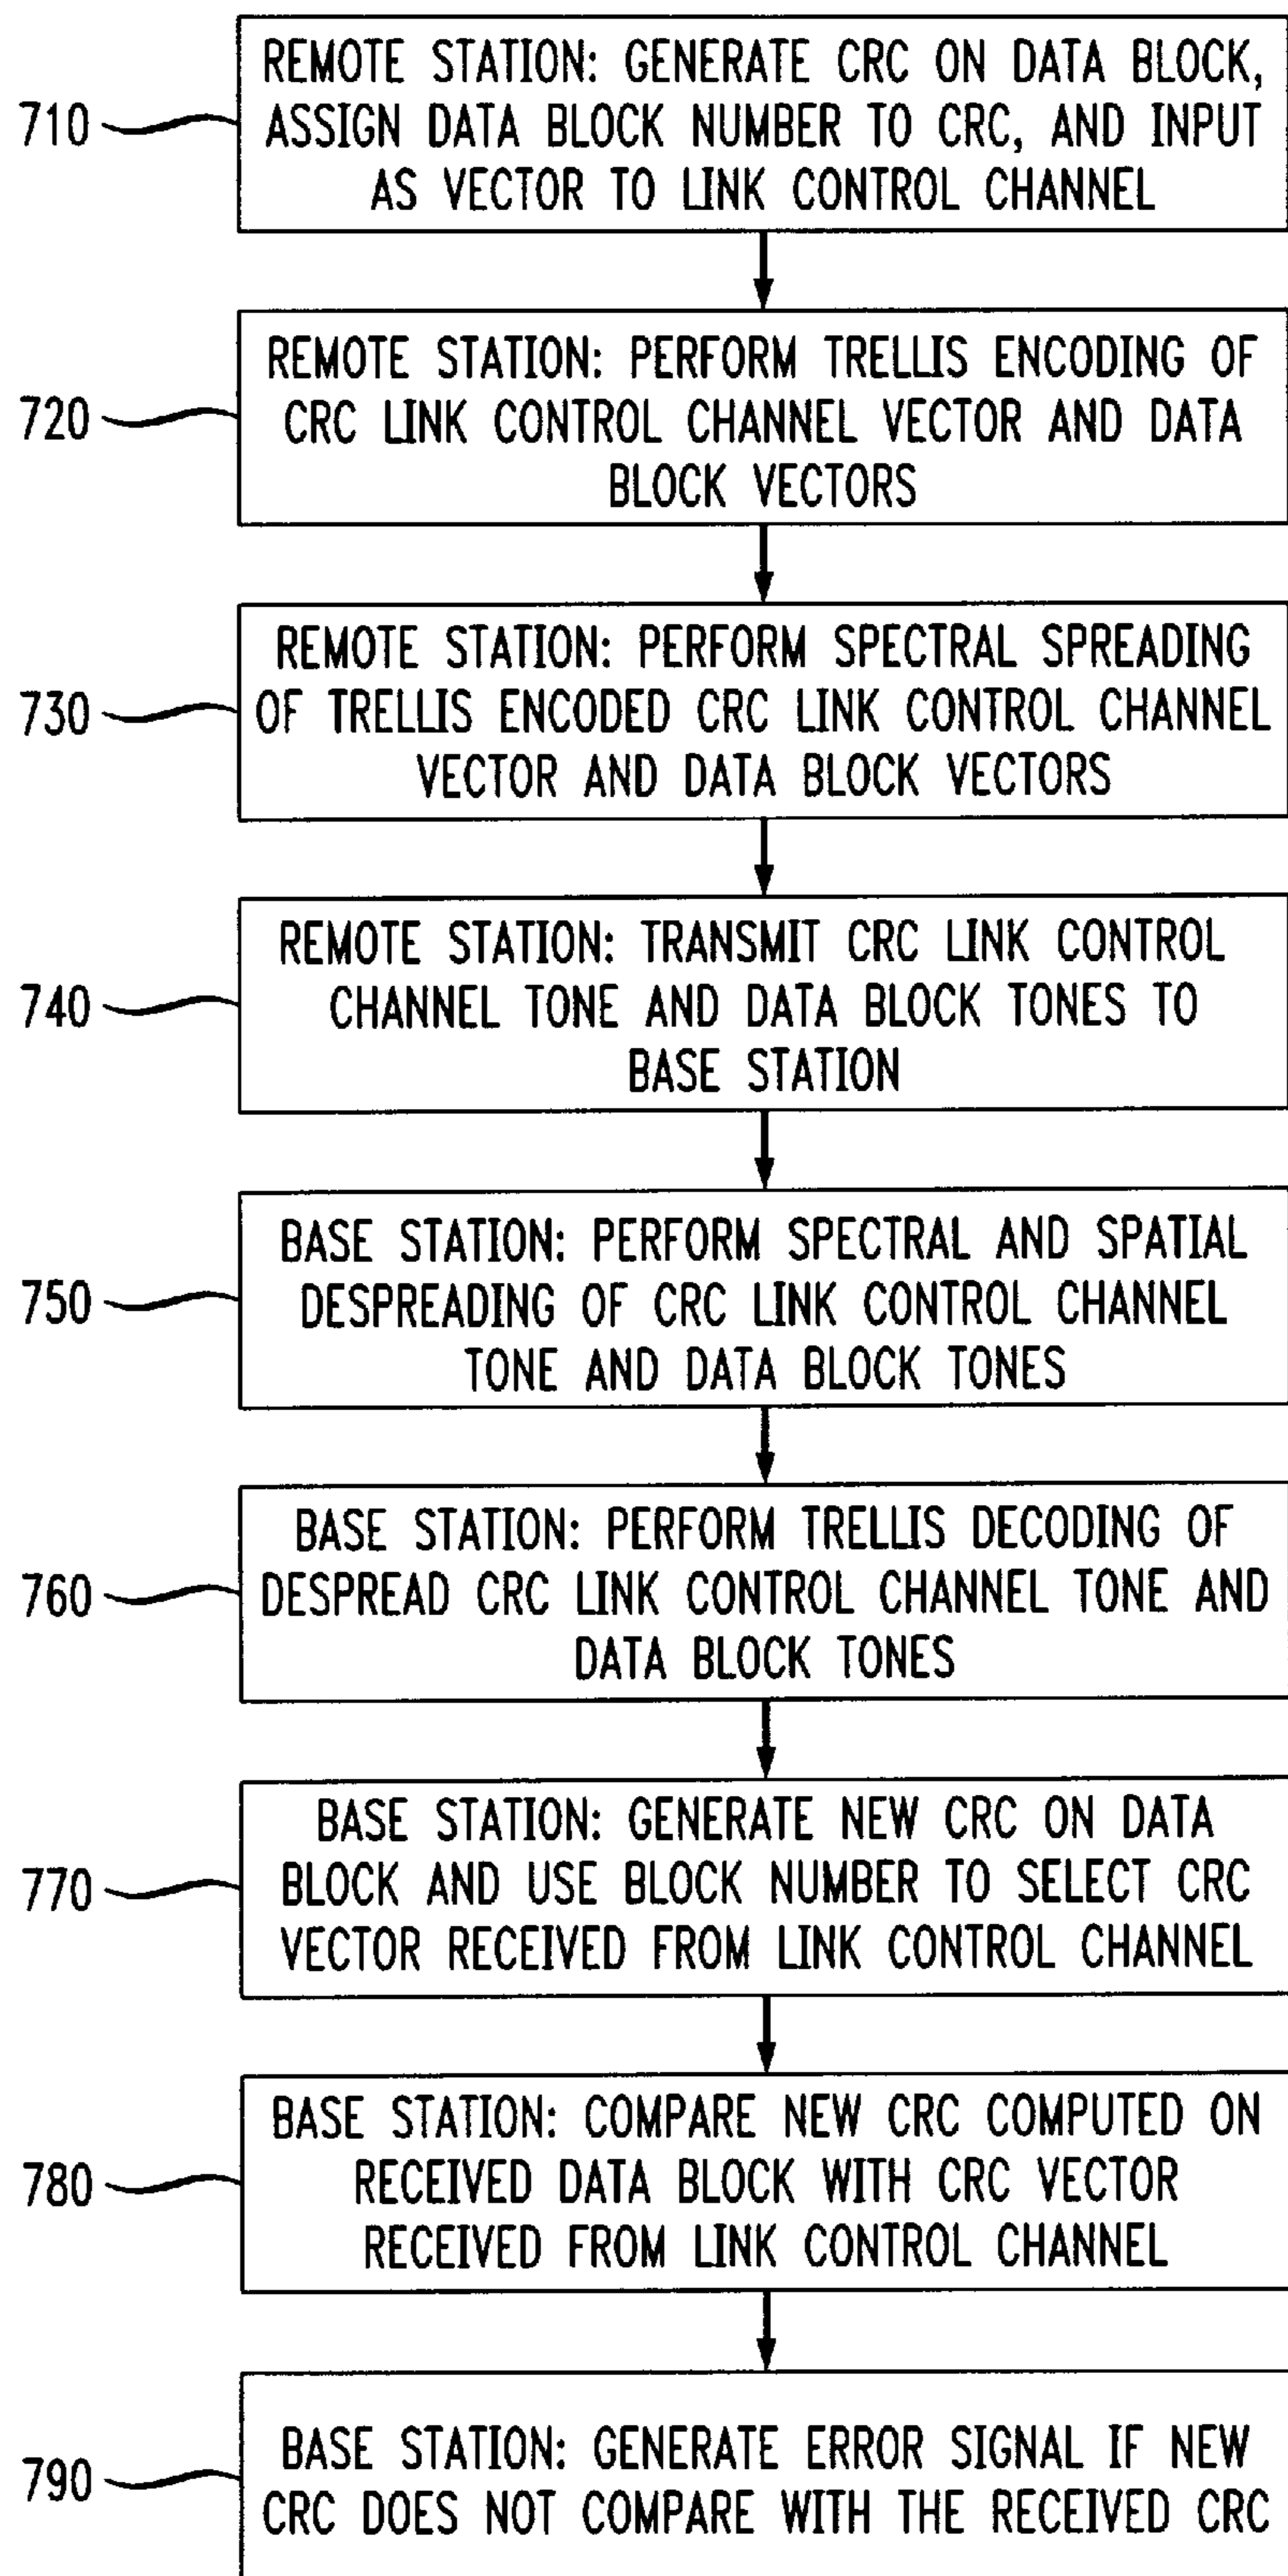 710
REMOTE STATION: GENERATE CRC ON DATA BLOCK,
ASSIGN DATA BLOCK NUMBER TO CRC, AND INPUT
AS VECTOR TO LINK CONTROL CHANNEL
720
REMOTE STATION: PERFORM TRELLIS ENCODING OF
CRC LINK CONTROL CHANNEL VECTOR AND DATA
BLOCK VECTORS
730
REMOTE STATION: PERFORM SPECTRAL SPREADING
OF TRELLIS ENCODED CRC LINK CONTROL CHANNEL
VECTOR AND DATA BLOCK VECTORS
740
REMOTE STATION: TRANSMIT CRC LINK CONTROL
CHANNEL TONE AND DATA BLOCK TONES TO
BASE STATION
750
BASE STATION: PERFORM SPECTRAL AND SPATIAL
DESPREADING OF CRC LINK CONTROL CHANNEL
TONE AND DATA BLOCK TONES
760
BASE STATION: PERFORM TRELLIS DECODING OF
DESPREAD CRC LINK CONTROL CHANNEL TONE AND
DATA BLOCK TONES
770
BASE STATION: GENERATE NEW CRC ON DATA
BLOCK AND USE BLOCK NUMBER TO SELECT CRC
VECTOR RECEIVED FROM LINK CONTROL CHANNEL
780
BASE STATION: COMPARE NEW CRC COMPUTED ON
RECEIVED DATA BLOCK WITH CRC VECTOR
RECEIVED FROM LINK CONTROL CHANNEL
790
BASE STATION: GENERATE ERROR SIGNAL IF NEW
CRC DOES NOT COMPARE WITH THE RECEIVED CRC